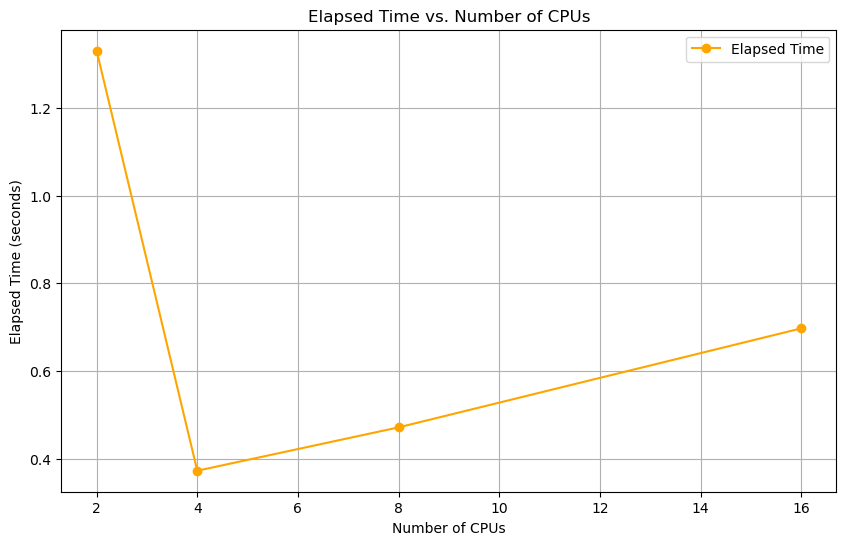 Elapsed Time vs. Number of CPUs
Elapsed Time
1.2
1.0
0.8
0.6
0.4
Elapsed Time (seconds)
2 4 6 8 10 12 14 16
Number of CPUs